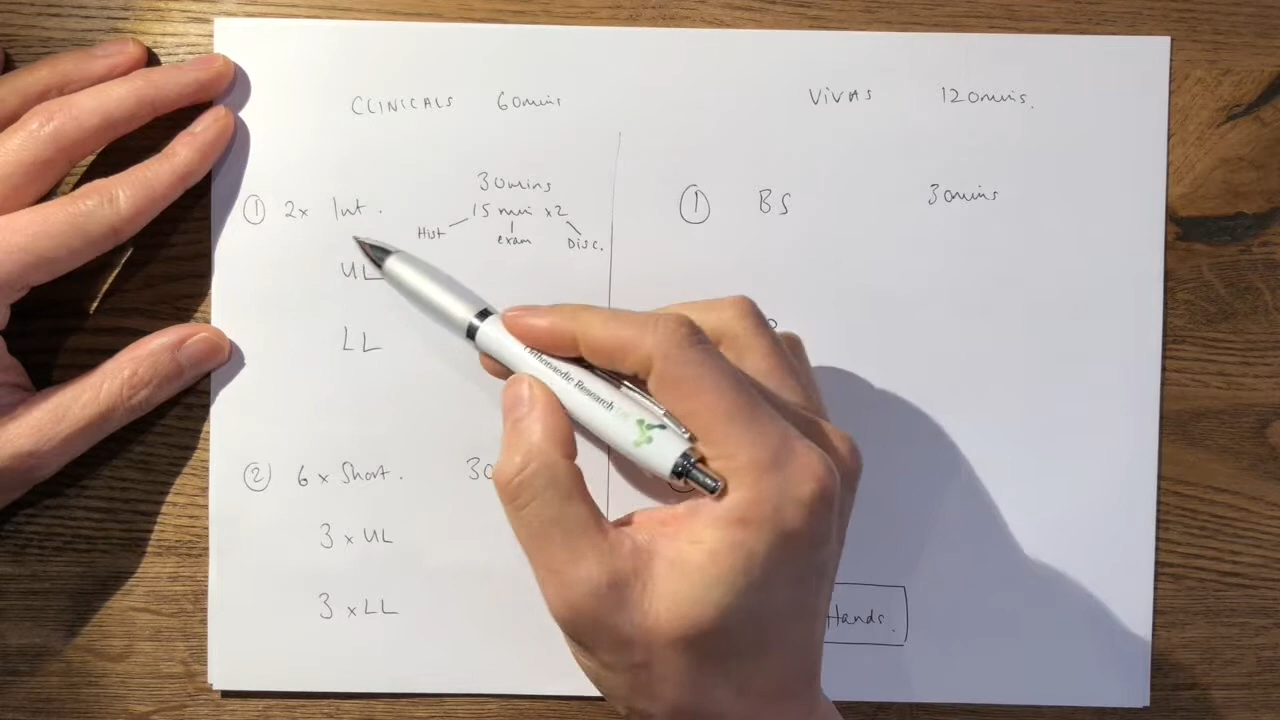 CLINICALS 60mins
VIVAS 120mins.
30mins
① 2x Int.
15 min x2
Hist
exam
Disc.
UL
LL
② 6 x Short.
30
3 x UL
3 x LL
① BS 30mins
Hands.
Orthopaedic Research